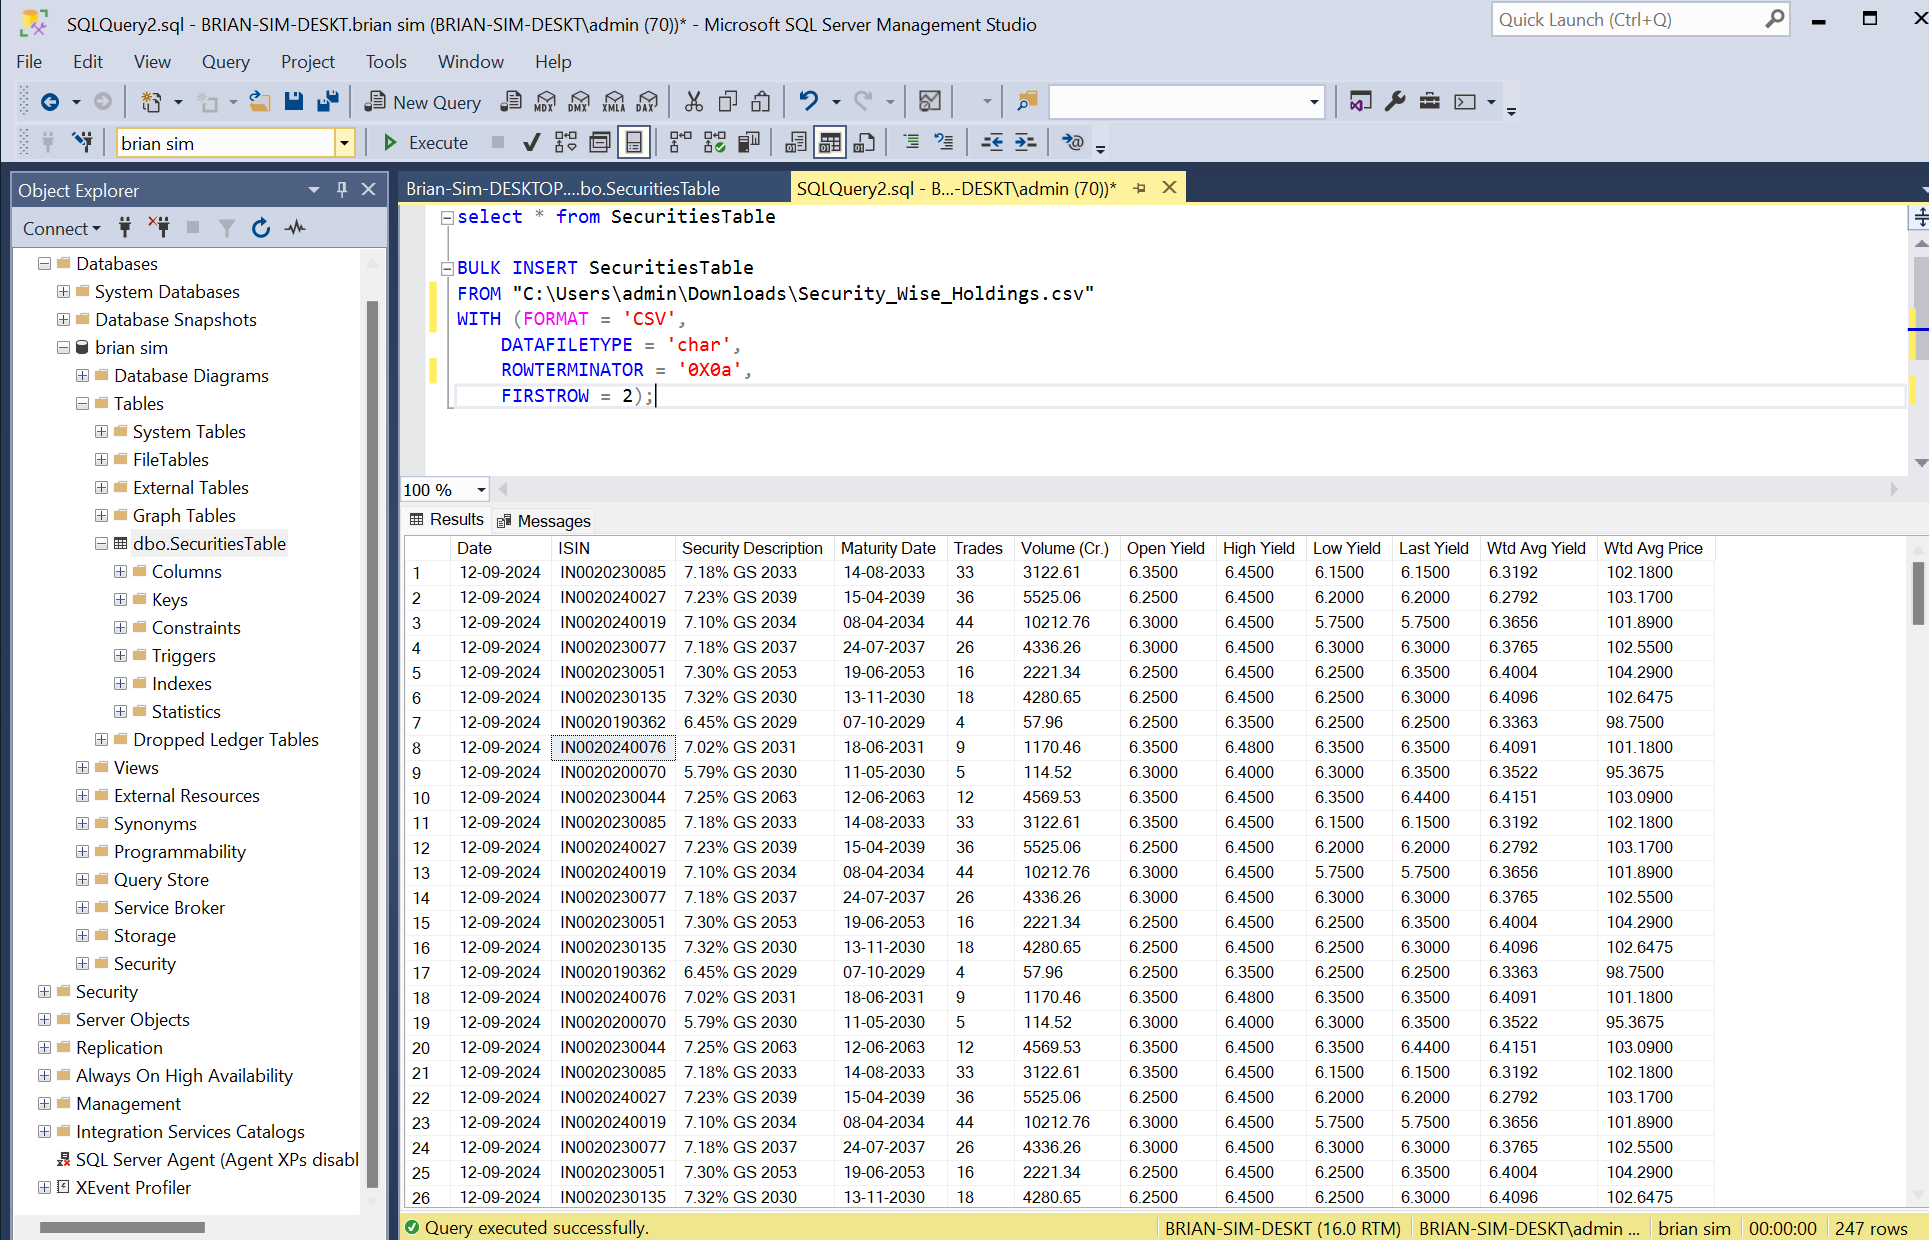 SQLQuery2.sql - BRIAN-SIM-DESKT.brian sim (BRIAN-SIM-DESKT\admin (70))* - Microsoft SQL Server Management Studio
Quick Launch (Ctrl+Q)
File Edit View Query Project Tools Window Help
New Query MDX DMX XMLA DAX
brian sim Execute
Object Explorer
Connect
Databases
System Databases
Database Snapshots
brian sim
Database Diagrams
Tables
System Tables
FileTables
External Tables
Graph Tables
dbo.SecuritiesTable
Columns
Keys
Constraints
Triggers
Indexes
Statistics
Dropped Ledger Tables
Views
External Resources
Synonyms
Programmability
Query Store
Service Broker
Storage
Security
Security
Server Objects
Replication
Always On High Availability
Management
Integration Services Catalogs
SQL Server Agent (Agent XPs disabl
XEvent Profiler
Brian-Sim-DESKTOP....bo.SecuritiesTable SQLQuery2.sql - B...-DESKT\admin (70))*
select * from SecuritiesTable
BULK INSERT SecuritiesTable
FROM "C:\Users\admin\Downloads\Security_Wise_Holdings.csv"
WITH (FORMAT = 'CSV',
DATAFILETYPE = 'char',
ROWTERMINATOR = '0X0a',
FIRSTROW = 2);
100 %
Results Messages
Date ISIN Security Description Maturity Date Trades Volume (Cr.) Open Yield High Yield Low Yield Last Yield Wtd Avg Yield Wtd Avg Price
1 12-09-2024 IN0020230085 7.18% GS 2033 14-08-2033 33 3122.61 6.3500 6.4500 6.1500 6.1500 6.3192 102.1800
2 12-09-2024 IN0020240027 7.23% GS 2039 15-04-2039 36 5525.06 6.2500 6.4500 6.2000 6.2000 6.2792 103.1700
3 12-09-2024 IN0020240019 7.10% GS 2034 08-04-2034 44 10212.76 6.3000 6.4500 5.7500 5.7500 6.3656 101.8900
4 12-09-2024 IN0020230077 7.18% GS 2037 24-07-2037 26 4336.26 6.3000 6.4500 6.3000 6.3000 6.3765 102.5500
5 12-09-2024 IN0020230051 7.30% GS 2053 19-06-2053 16 2221.34 6.2500 6.4500 6.2500 6.3500 6.4004 104.2900
6 12-09-2024 IN0020230135 7.32% GS 2030 13-11-2030 18 4280.65 6.2500 6.4500 6.2500 6.3000 6.4096 102.6475
7 12-09-2024 IN0020190362 6.45% GS 2029 07-10-2029 4 57.96 6.2500 6.3500 6.2500 6.2500 6.3363 98.7500
8 12-09-2024 IN0020240076 7.02% GS 2031 18-06-2031 9 1170.46 6.3500 6.4800 6.3500 6.3500 6.4091 101.1800
9 12-09-2024 IN0020200070 5.79% GS 2030 11-05-2030 5 114.52 6.3000 6.4000 6.3000 6.3500 6.3522 95.3675
10 12-09-2024 IN0020230044 7.25% GS 2063 12-06-2063 12 4569.53 6.3500 6.4500 6.3500 6.4400 6.4151 103.0900
11 12-09-2024 IN0020230085 7.18% GS 2033 14-08-2033 33 3122.61 6.3500 6.4500 6.1500 6.1500 6.3192 102.1800
12 12-09-2024 IN0020240027 7.23% GS 2039 15-04-2039 36 5525.06 6.2500 6.4500 6.2000 6.2000 6.2792 103.1700
13 12-09-2024 IN0020240019 7.10% GS 2034 08-04-2034 44 10212.76 6.3000 6.4500 5.7500 5.7500 6.3656 101.8900
14 12-09-2024 IN0020230077 7.18% GS 2037 24-07-2037 26 4336.26 6.3000 6.4500 6.3000 6.3000 6.3765 102.5500
15 12-09-2024 IN0020230051 7.30% GS 2053 19-06-2053 16 2221.34 6.2500 6.4500 6.2500 6.3500 6.4004 104.2900
16 12-09-2024 IN0020230135 7.32% GS 2030 13-11-2030 18 4280.65 6.2500 6.4500 6.2500 6.3000 6.4096 102.6475
17 12-09-2024 IN0020190362 6.45% GS 2029 07-10-2029 4 57.96 6.2500 6.3500 6.2500 6.2500 6.3363 98.7500
18 12-09-2024 IN0020240076 7.02% GS 2031 18-06-2031 9 1170.46 6.3500 6.4800 6.3500 6.3500 6.4091 101.1800
19 12-09-2024 IN0020200070 5.79% GS 2030 11-05-2030 5 114.52 6.3000 6.4000 6.3000 6.3500 6.3522 95.3675
20 12-09-2024 IN0020230044 7.25% GS 2063 12-06-2063 12 4569.53 6.3500 6.4500 6.3500 6.4400 6.4151 103.0900
21 12-09-2024 IN0020230085 7.18% GS 2033 14-08-2033 33 3122.61 6.3500 6.4500 6.1500 6.1500 6.3192 102.1800
22 12-09-2024 IN0020240027 7.23% GS 2039 15-04-2039 36 5525.06 6.2500 6.4500 6.2000 6.2000 6.2792 103.1700
23 12-09-2024 IN0020240019 7.10% GS 2034 08-04-2034 44 10212.76 6.3000 6.4500 5.7500 5.7500 6.3656 101.8900
24 12-09-2024 IN0020230077 7.18% GS 2037 24-07-2037 26 4336.26 6.3000 6.4500 6.3000 6.3000 6.3765 102.5500
25 12-09-2024 IN0020230051 7.30% GS 2053 19-06-2053 16 2221.34 6.2500 6.4500 6.2500 6.3500 6.4004 104.2900
26 12-09-2024 IN0020230135 7.32% GS 2030 13-11-2030 18 4280.65 6.2500 6.4500 6.2500 6.3000 6.4096 102.6475
Query executed successfully. BRIAN-SIM-DESKT (16.0 RTM) BRIAN-SIM-DESKT\admin ... brian sim 00:00:00 247 rows